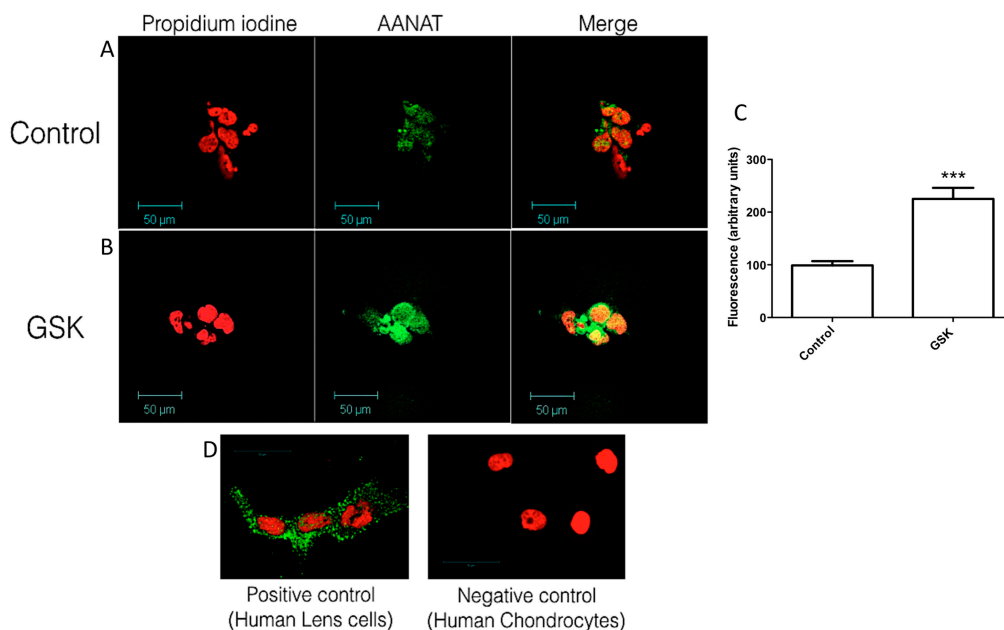 Propidium iodine AANAT Merge
A
Control
50 µm 50 µm 50 µm
B
GSK
50 µm 50 µm 50 µm
C
Fluorescence (arbitrary units)
300
200
100
0
***
Control GSK
D
Positive control
(Human Lens cells)
Negative control
(Human Chondrocytes)